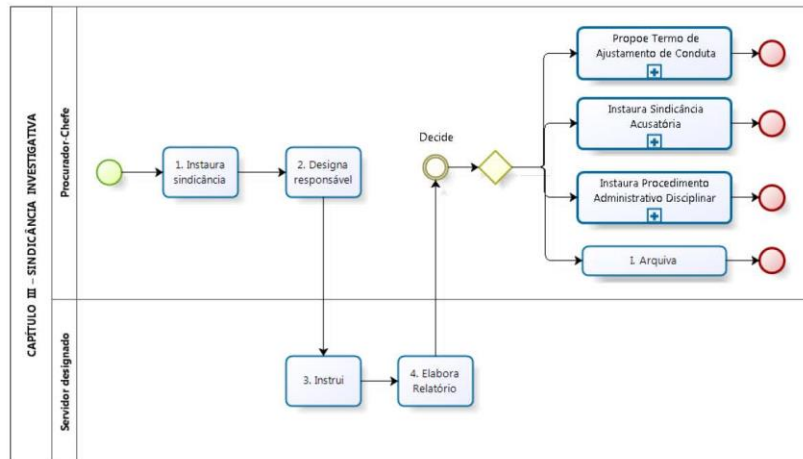 CAPÍTULO III – SINDICÂNCIA INVESTIGATIVA
Procurador-Chefe
1. Instaura
sindicância
2. Designa
responsável
Decide
Propoe Termo de
Ajustamento de Conduta
Instaura Sindicância
Acusatória
Instaura Procedimento
Administrativo Disciplinar
1. Arquiva
Servidor designado
3. Instrui
4. Elabora
Relatório